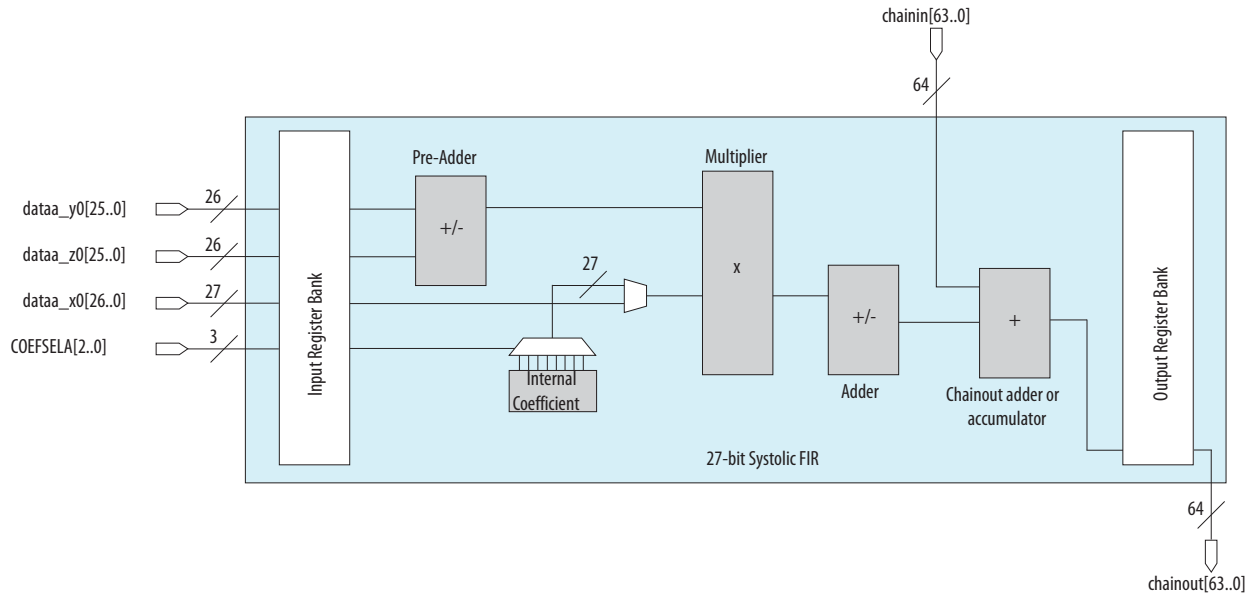 chainin[63..0]
64
Pre-Adder
Multiplier
dataa_y0[25..0]
26
+/-
dataa_z0[25..0]
26
27
x
dataa_x0[26..0]
27
+/-
+
COEFSELA[2..0]
3
Input Register Bank
Internal
Coefficient
Adder
Chainout adder or
accumulator
Output Register Bank
27-bit Systolic FIR
64
chainout[63..0]